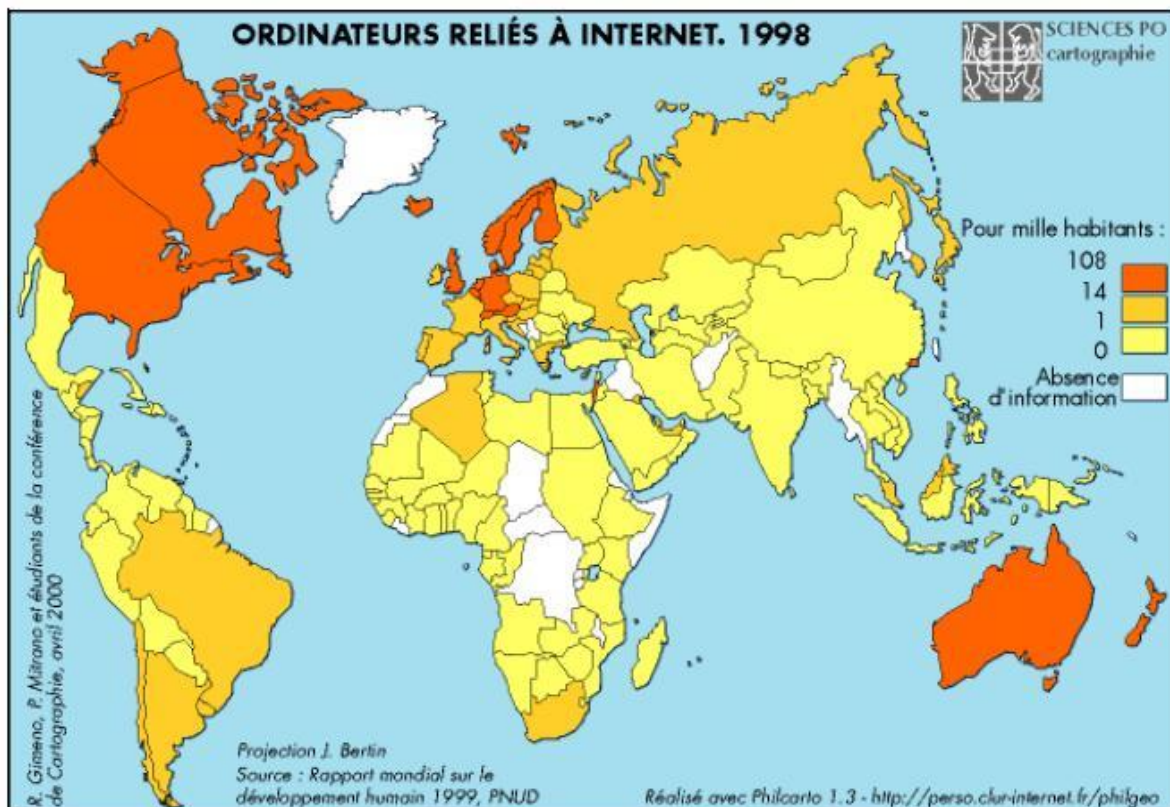 ORDINATEURS RELIÉS À INTERNET. 1998
SCIENCES PO
cartographie
Pour mille habitants :
108
14
1
0
Absence
d'information
R. Gimeno, P. Mitrano et étudiants de la conférence
de Cartographie, avril 2000
Projection J. Bertin
Source : Rapport mondial sur le
développement humain 1999, PNUD
Réalisé avec Philcarto 1.3 - http://perso.club-internet.fr/philgeo